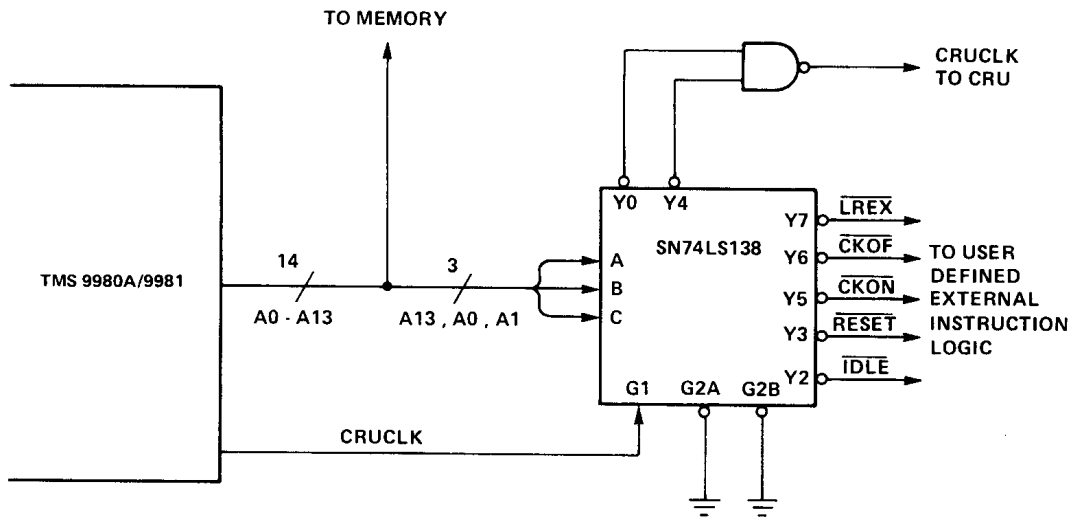 TO MEMORY
CRUCLK
TO CRU
Y0 Y4
SN74LS138
Y7 LREX
Y6 CKOF
Y5 CKON
Y3 RESET
Y2 IDLE
TO USER
DEFINED
EXTERNAL
INSTRUCTION
LOGIC
TMS 9980A/9981
14
A0 - A13
3
A13 , A0 , A1
A
B
C
G1 G2A G2B
CRUCLK